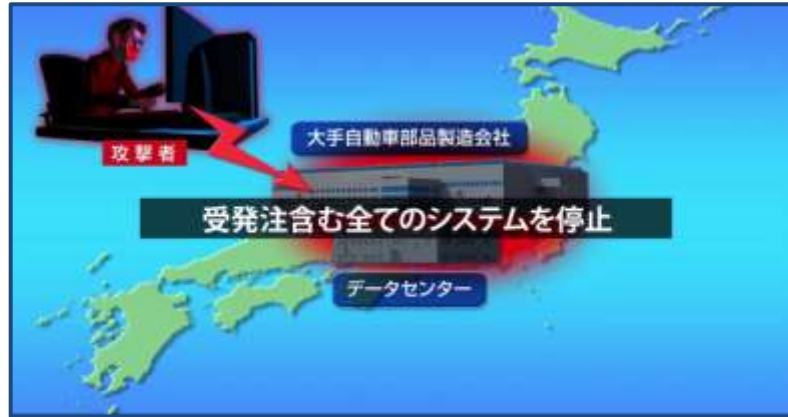 攻撃者
大手自動車部品製造会社
受発注含む全てのシステムを停止
データセンター